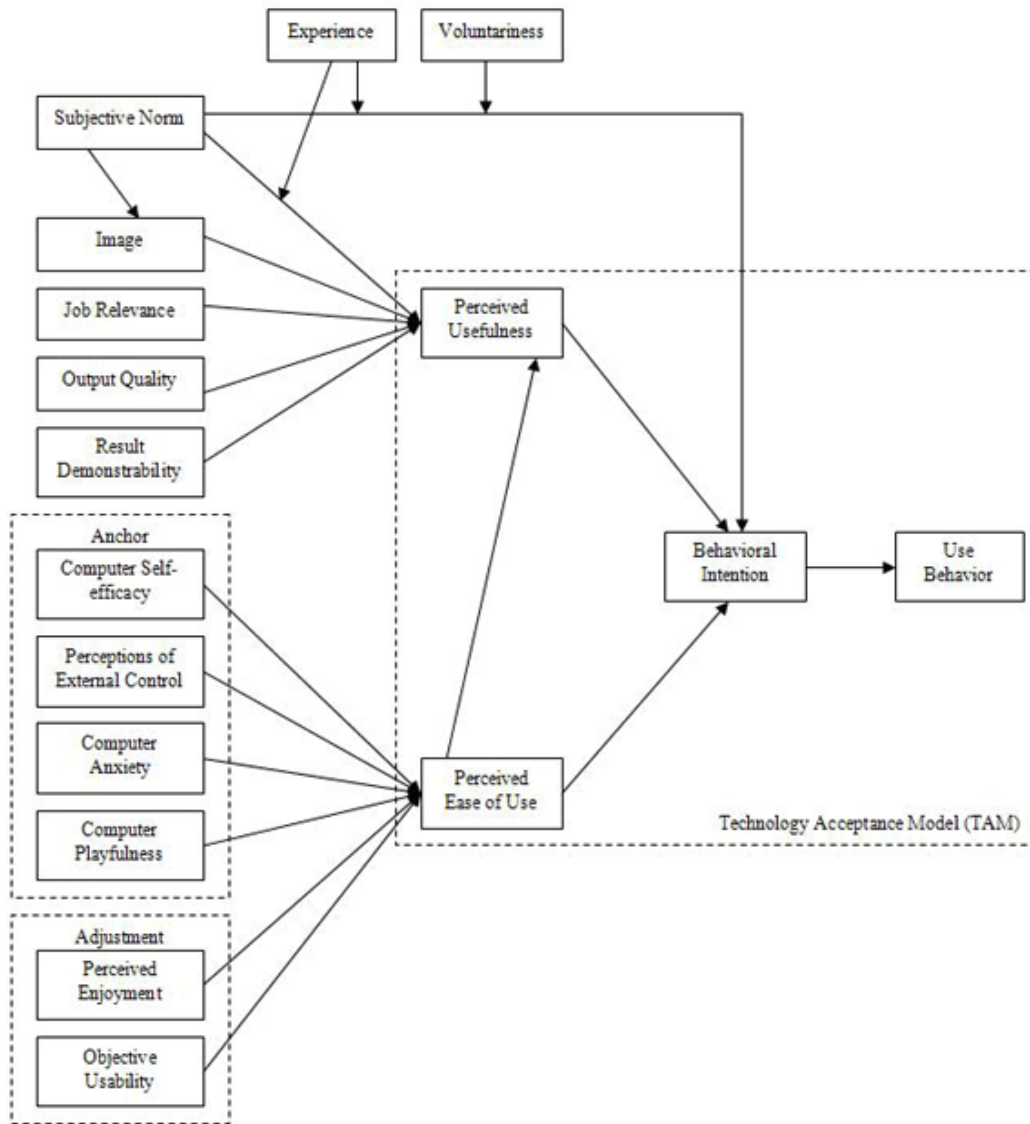 Experience
Voluntariness
Subjective Norm
Image
Job Relevance
Output Quality
Result
Demonstrability
Perceived
Usefulness
Anchor
Computer Self-
efficacy
Perceptions of
External Control
Computer
Anxiety
Computer
Playfulness
Behavioral
Intention
Use
Behavior
Perceived
Ease of Use
Technology Acceptance Model (TAM)
Adjustment
Perceived
Enjoyment
Objective
Usability